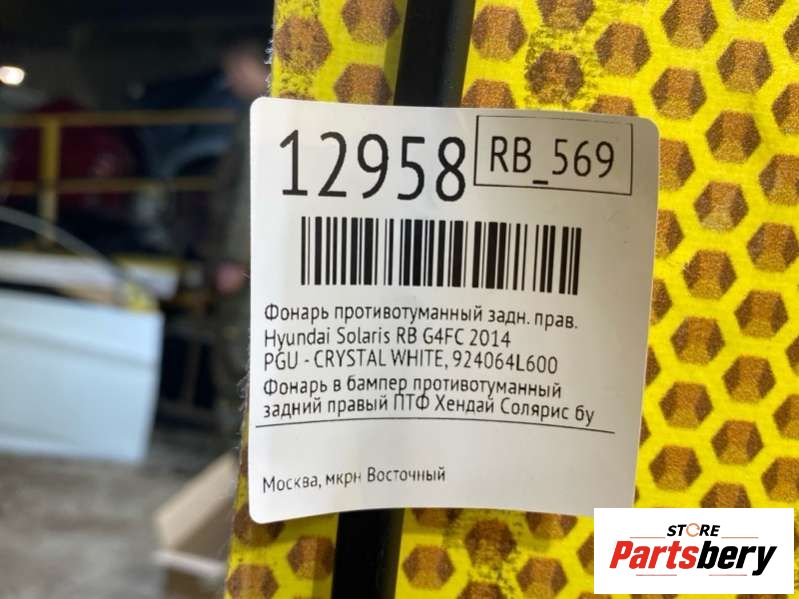 12958
RB_569
Фонарь противотуманный задн. прав.
Hyundai Solaris RB G4FC 2014
PGU - CRYSTAL WHITE, 924064L600
Фонарь в бампер противотуманный
задний правый ПТФ Хендай Солярис бу
Москва, мкрн Восточный
STORE
Partsbery